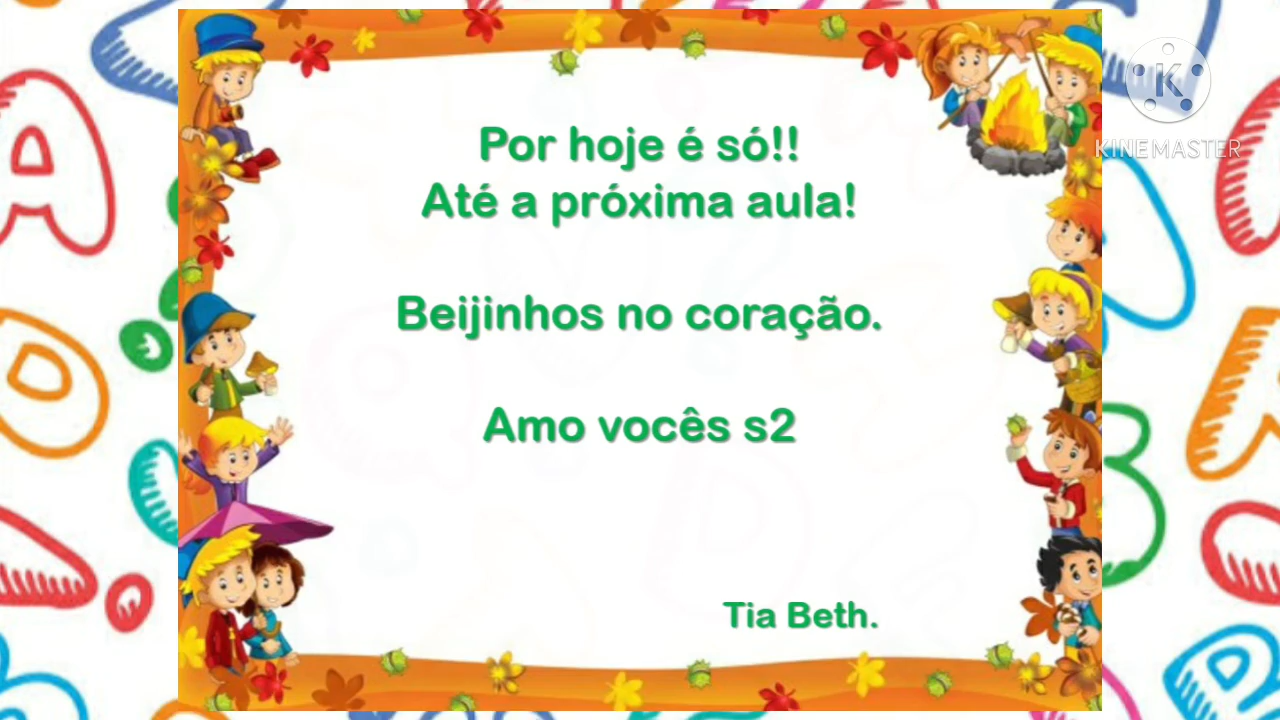 Por hoje é só!!
Até a próxima aula!
Beijinhos no coração.
Amo vocês s2
Tia Beth.
K
KINEMASTER